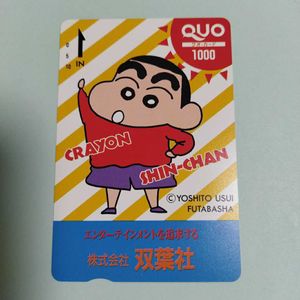 IN
QUO
クオ・カード
1000
CRAYON
SHIN-CHAN
©YOSHITO USUI
FUTABASHA
エンターテインメントを追求する
株式会社 双葉社